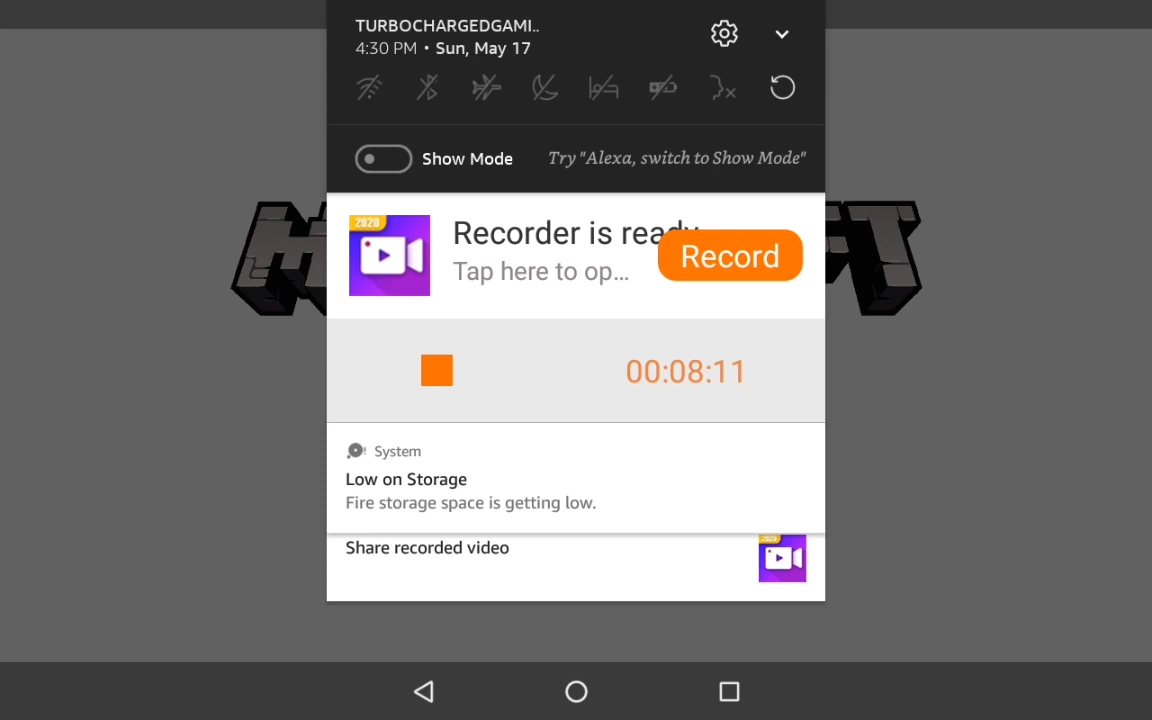 TURBOCHARGEDGAMI..
4:30 PM • Sun, May 17
Show Mode
Try "Alexa, switch to Show Mode"
2020
Recorder is ready
Record
Tap here to op...
00:08:11
System
Low on Storage
Fire storage space is getting low.
Share recorded video
2020